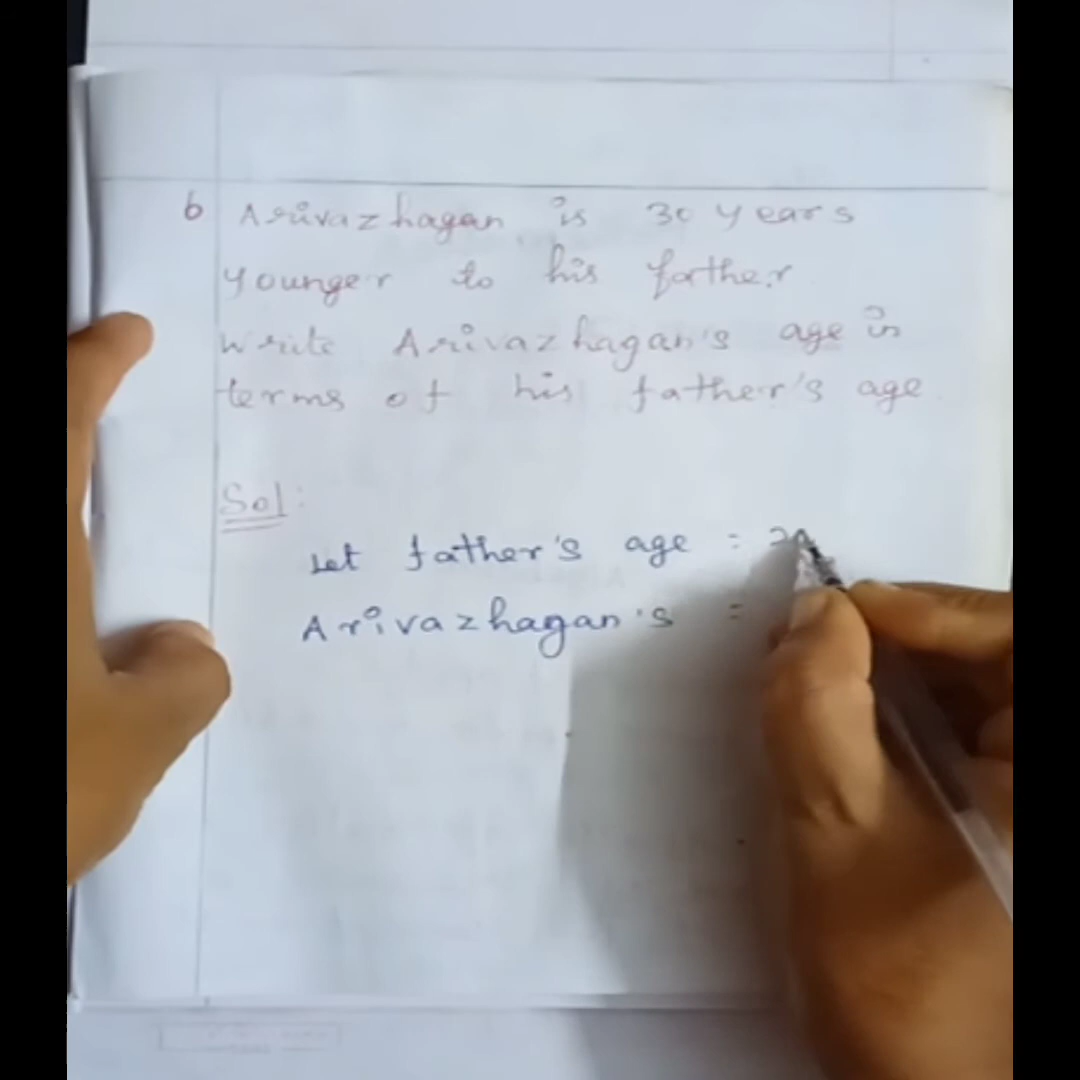 6 Arivazhagan is 30 years
younger to his forther
write Arivazhagan's age in
terms of his father's age
Sol:
Let father's age =
Arivazhagan's =